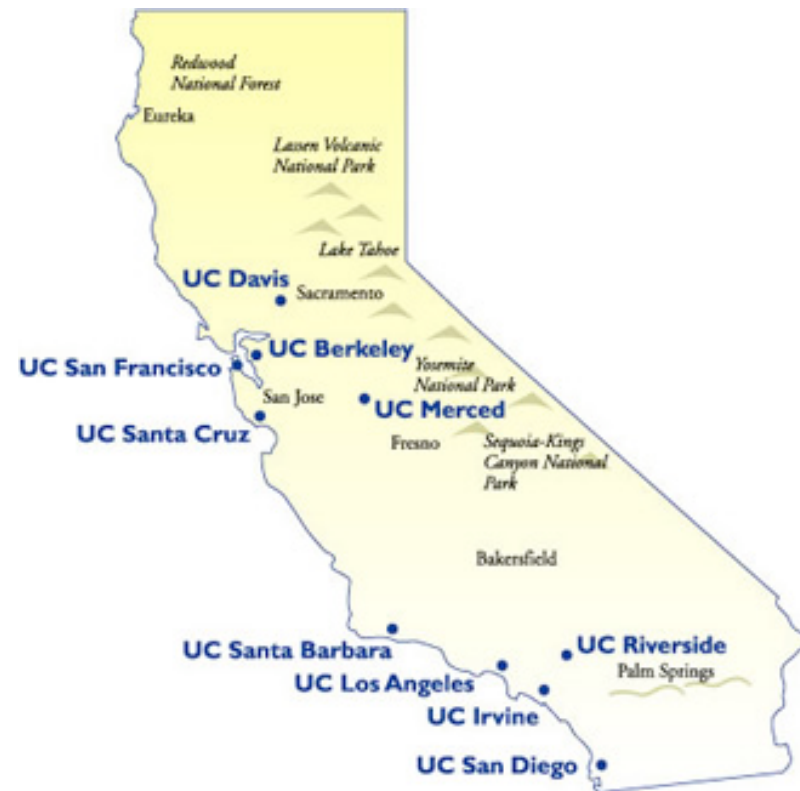 Redwood
National Forest
Eureka
Lassen Volcanic
National Park
Lake Tahoe
UC Davis
Sacramento
UC Berkeley
UC San Francisco
Yosemite
National Park
San Jose
UC Merced
UC Santa Cruz
Fresno
Sequoia-Kings
Canyon National
Park
Bakersfield
UC Santa Barbara
UC Riverside
Palm Springs
UC Los Angeles
UC Irvine
UC San Diego